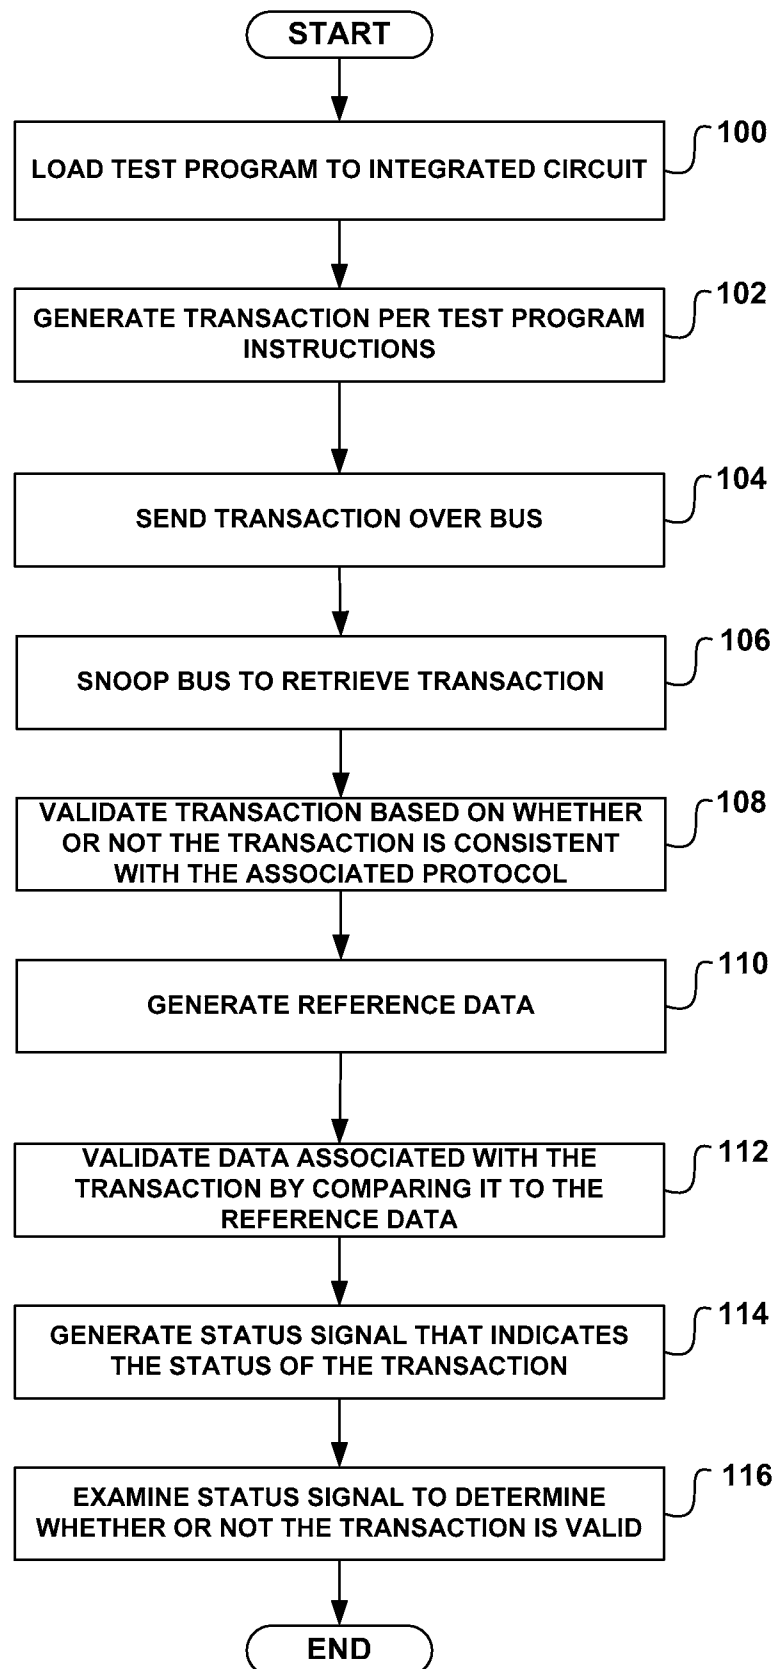 START
100
LOAD TEST PROGRAM TO INTEGRATED CIRCUIT
102
GENERATE TRANSACTION PER TEST PROGRAM
INSTRUCTIONS
104
SEND TRANSACTION OVER BUS
106
SNOOP BUS TO RETRIEVE TRANSACTION
108
VALIDATE TRANSACTION BASED ON WHETHER
OR NOT THE TRANSACTION IS CONSISTENT
WITH THE ASSOCIATED PROTOCOL
110
GENERATE REFERENCE DATA
112
VALIDATE DATA ASSOCIATED WITH THE
TRANSACTION BY COMPARING IT TO THE
REFERENCE DATA
114
GENERATE STATUS SIGNAL THAT INDICATES
THE STATUS OF THE TRANSACTION
116
EXAMINE STATUS SIGNAL TO DETERMINE
WHETHER OR NOT THE TRANSACTION IS VALID
END